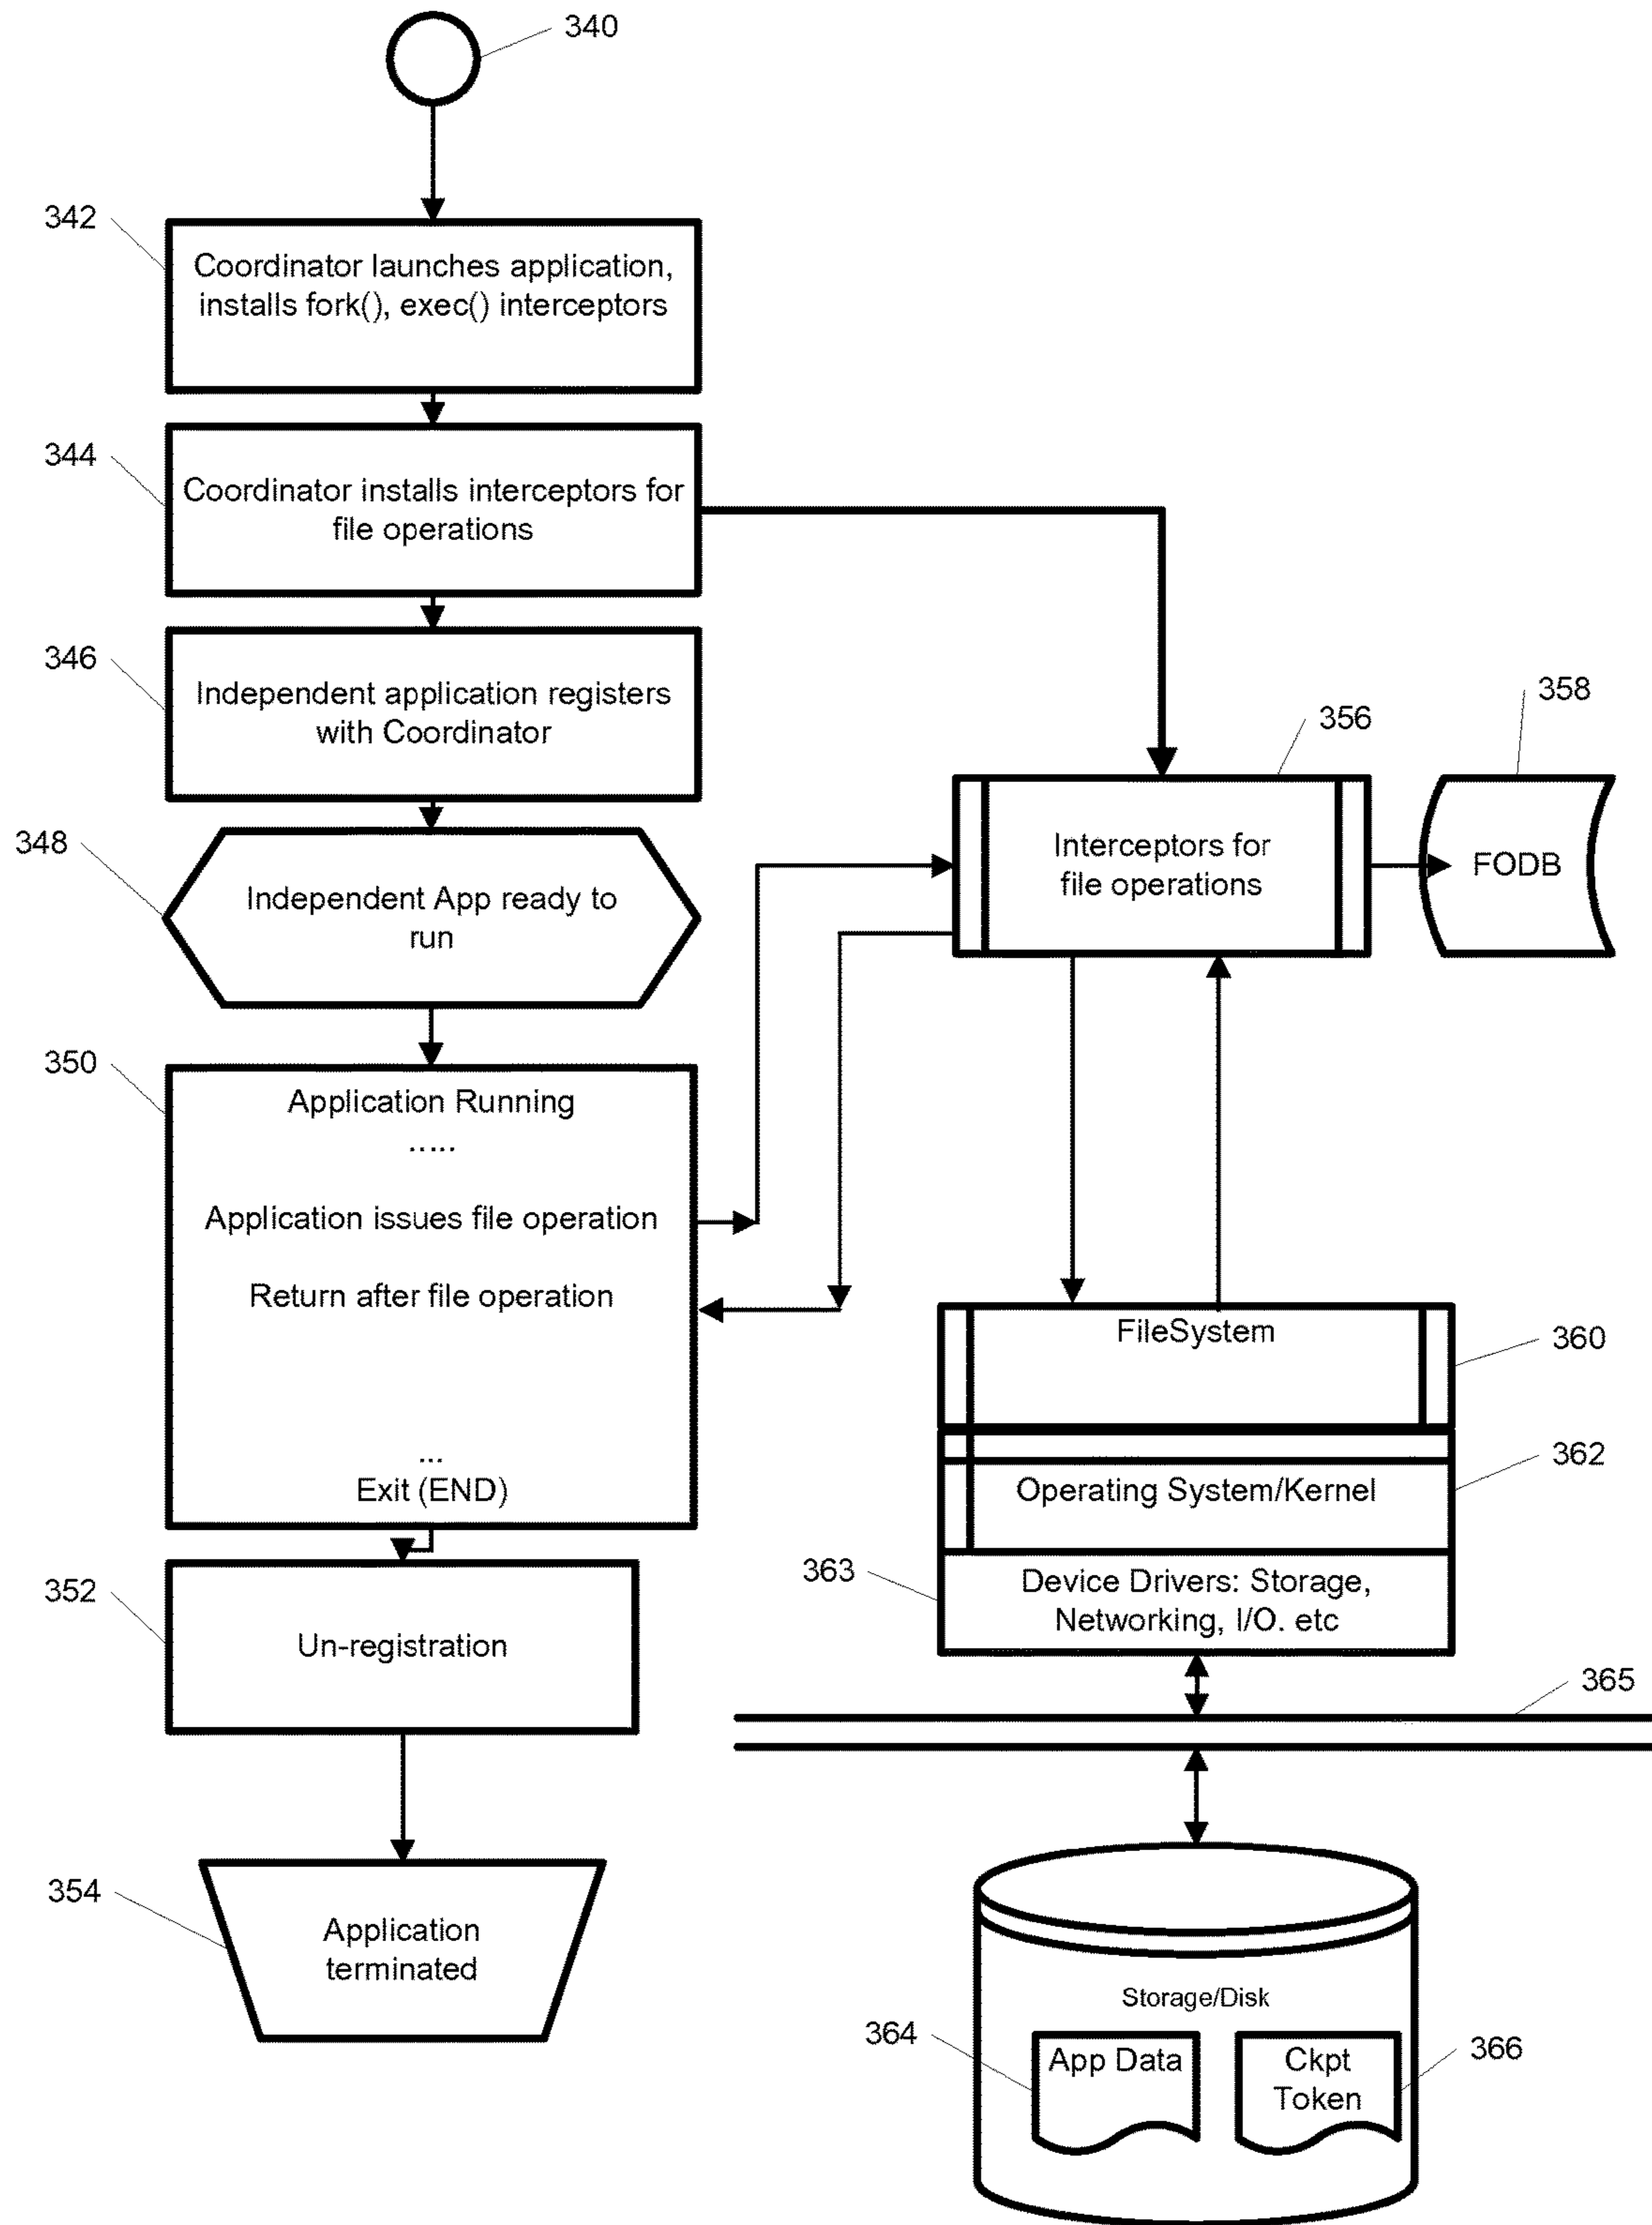 340
342
Coordinator launches application,
installs fork(), exec() interceptors
344
Coordinator installs interceptors for
file operations
346
Independent application registers
with Coordinator
348
Independent App ready to
run
356
358
Interceptors for
file operations
FODB
350
Application Running
.....
Application issues file operation
Return after file operation
...
Exit (END)
FileSystem
360
Operating System/Kernel
362
363
Device Drivers: Storage,
Networking, I/O. etc
352
Un-registration
365
354
Application
terminated
Storage/Disk
364
App Data
Ckpt
Token
366